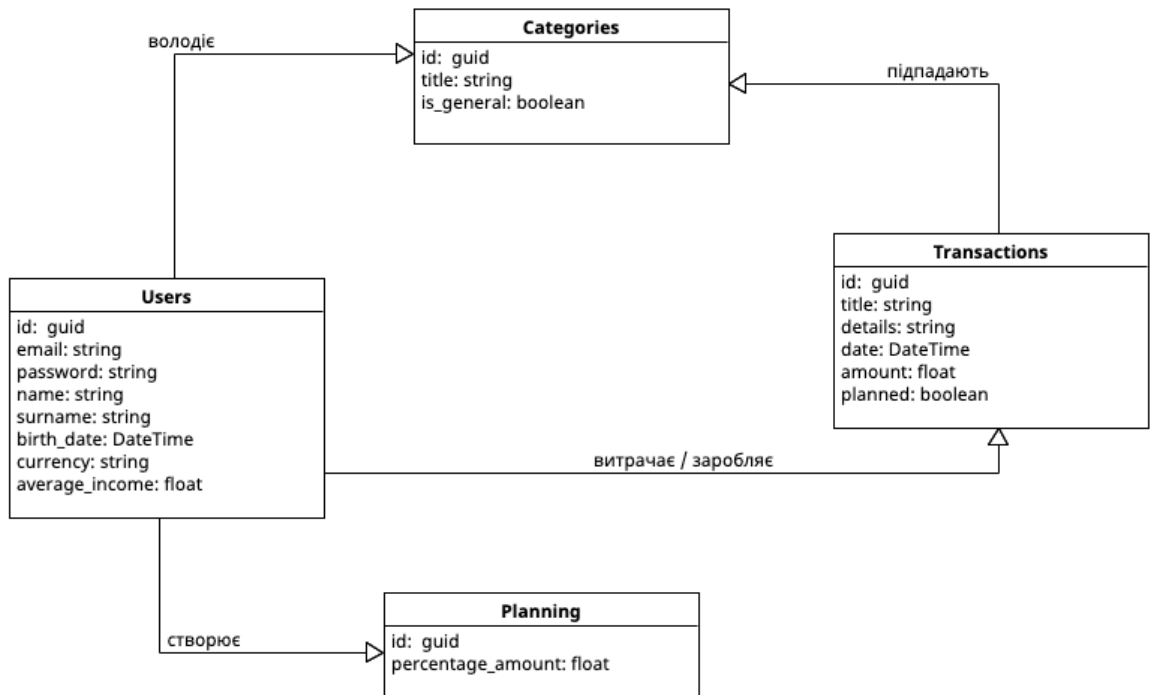 Categories
id: guid
title: string
is_general: boolean
володіє
підпадають
Transactions
id: guid
title: string
details: string
date: DateTime
amount: float
planned: boolean
Users
id: guid
email: string
password: string
name: string
surname: string
birth_date: DateTime
currency: string
average_income: float
витрачає / заробляє
створює
Planning
id: guid
percentage_amount: float